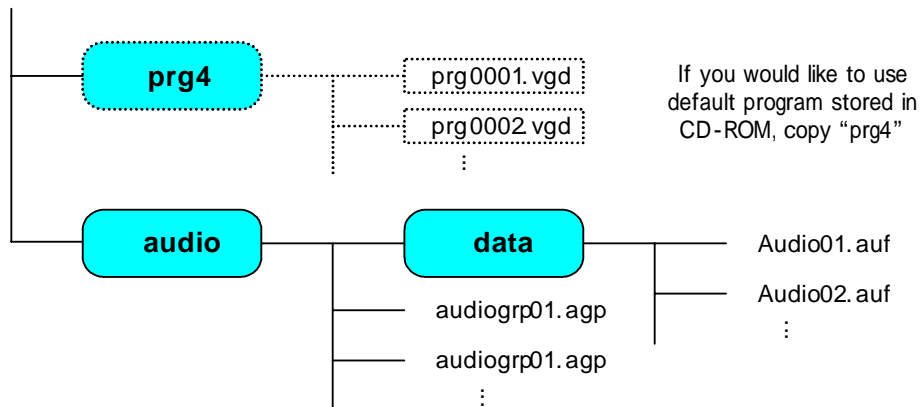 prg4
prg0001.vgd
prg0002.vgd
⋮
If you would like to use
default program stored in
CD-ROM, copy “prg4”
audio
data
Audio01.auf
Audio02.auf
⋮
audiogrp01.agp
audiogrp01.agp
⋮